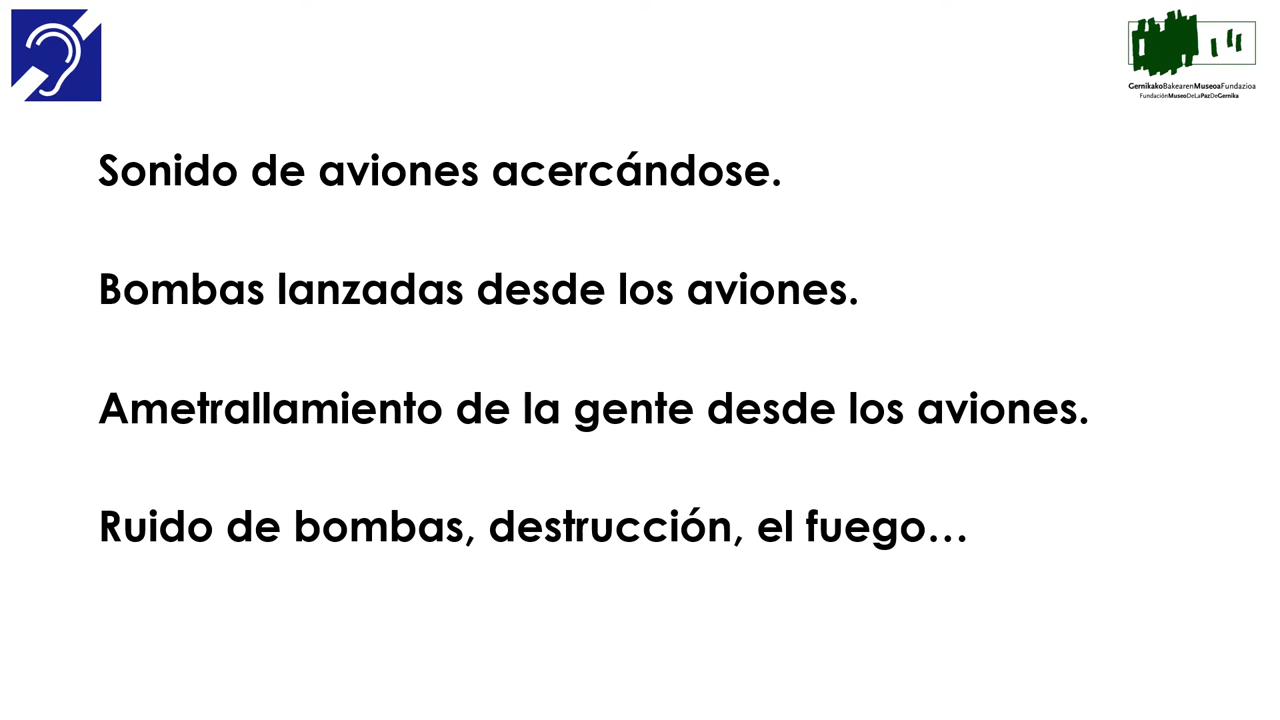 GernikakoBakearenMuseoaFundazioa
FundaciónMuseoDeLaPazDeGernika
Sonido de aviones acercándose.
Bombas lanzadas desde los aviones.
Ametrallamiento de la gente desde los aviones.
Ruido de bombas, destrucción, el fuego…